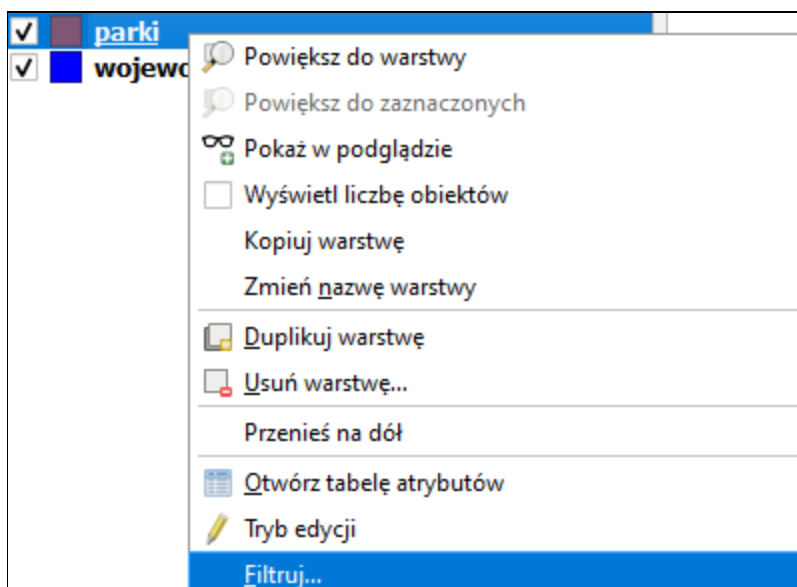 parki
wojewo
Powiększ do warstwy
Powiększ do zaznaczonych
Pokaż w podglądzie
Wyświetl liczbę obiektów
Kopiuj warstwę
Zmień nazwę warstwy
Duplikuj warstwę
Usuń warstwę...
Przenieś na dół
Otwórz tabelę atrybutów
Tryb edycji
Filtruj...